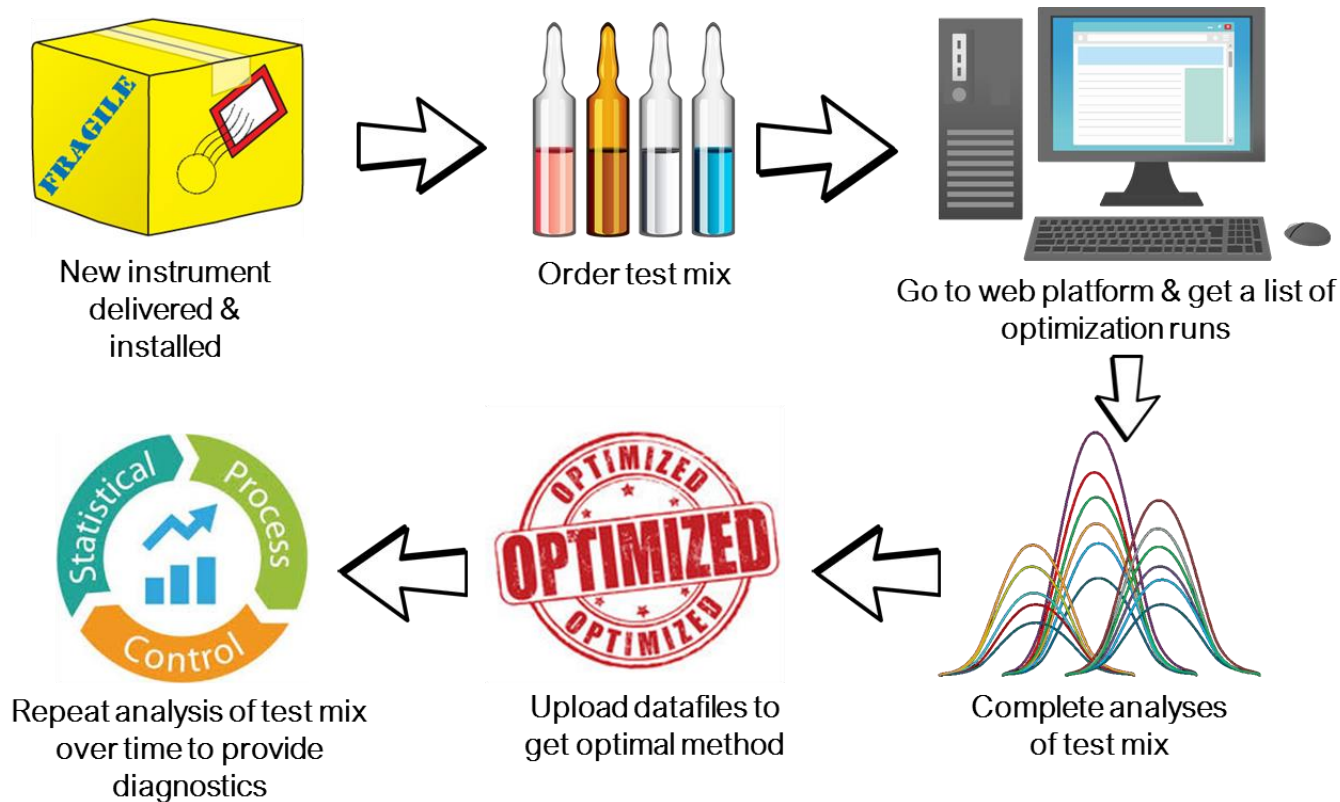 FRAGILE
New instrument
delivered &
installed
Order test mix
Go to web platform & get a list of
optimization runs
Complete analyses
of test mix
OPTIMIZED
OPTIMIZED
OPTIMIZED
Upload datafiles to
get optimal method
Statistical
Process
Control
Repeat analysis of test mix
over time to provide
diagnostics